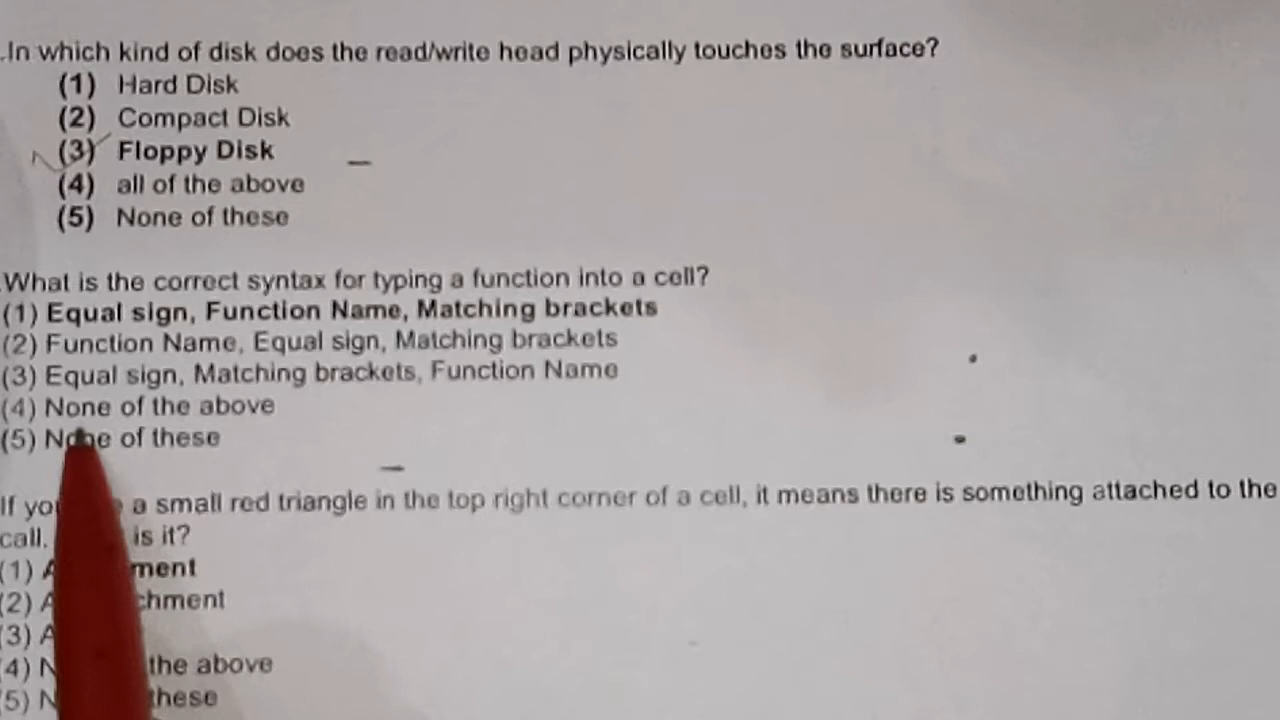 .In which kind of disk does the read/write head physically touches the surface?
(1) Hard Disk
(2) Compact Disk
(3) Floppy Disk
(4) all of the above
(5) None of these
.What is the correct syntax for typing a function into a cell?
(1) Equal sign, Function Name, Matching brackets
(2) Function Name, Equal sign, Matching brackets
(3) Equal sign, Matching brackets, Function Name
(4) None of the above
(5) None of these
If a small red triangle in the top right corner of a cell, it means there is something attached to the
call. is it?
(1)
(2)
(3)
(4) the above
(5)